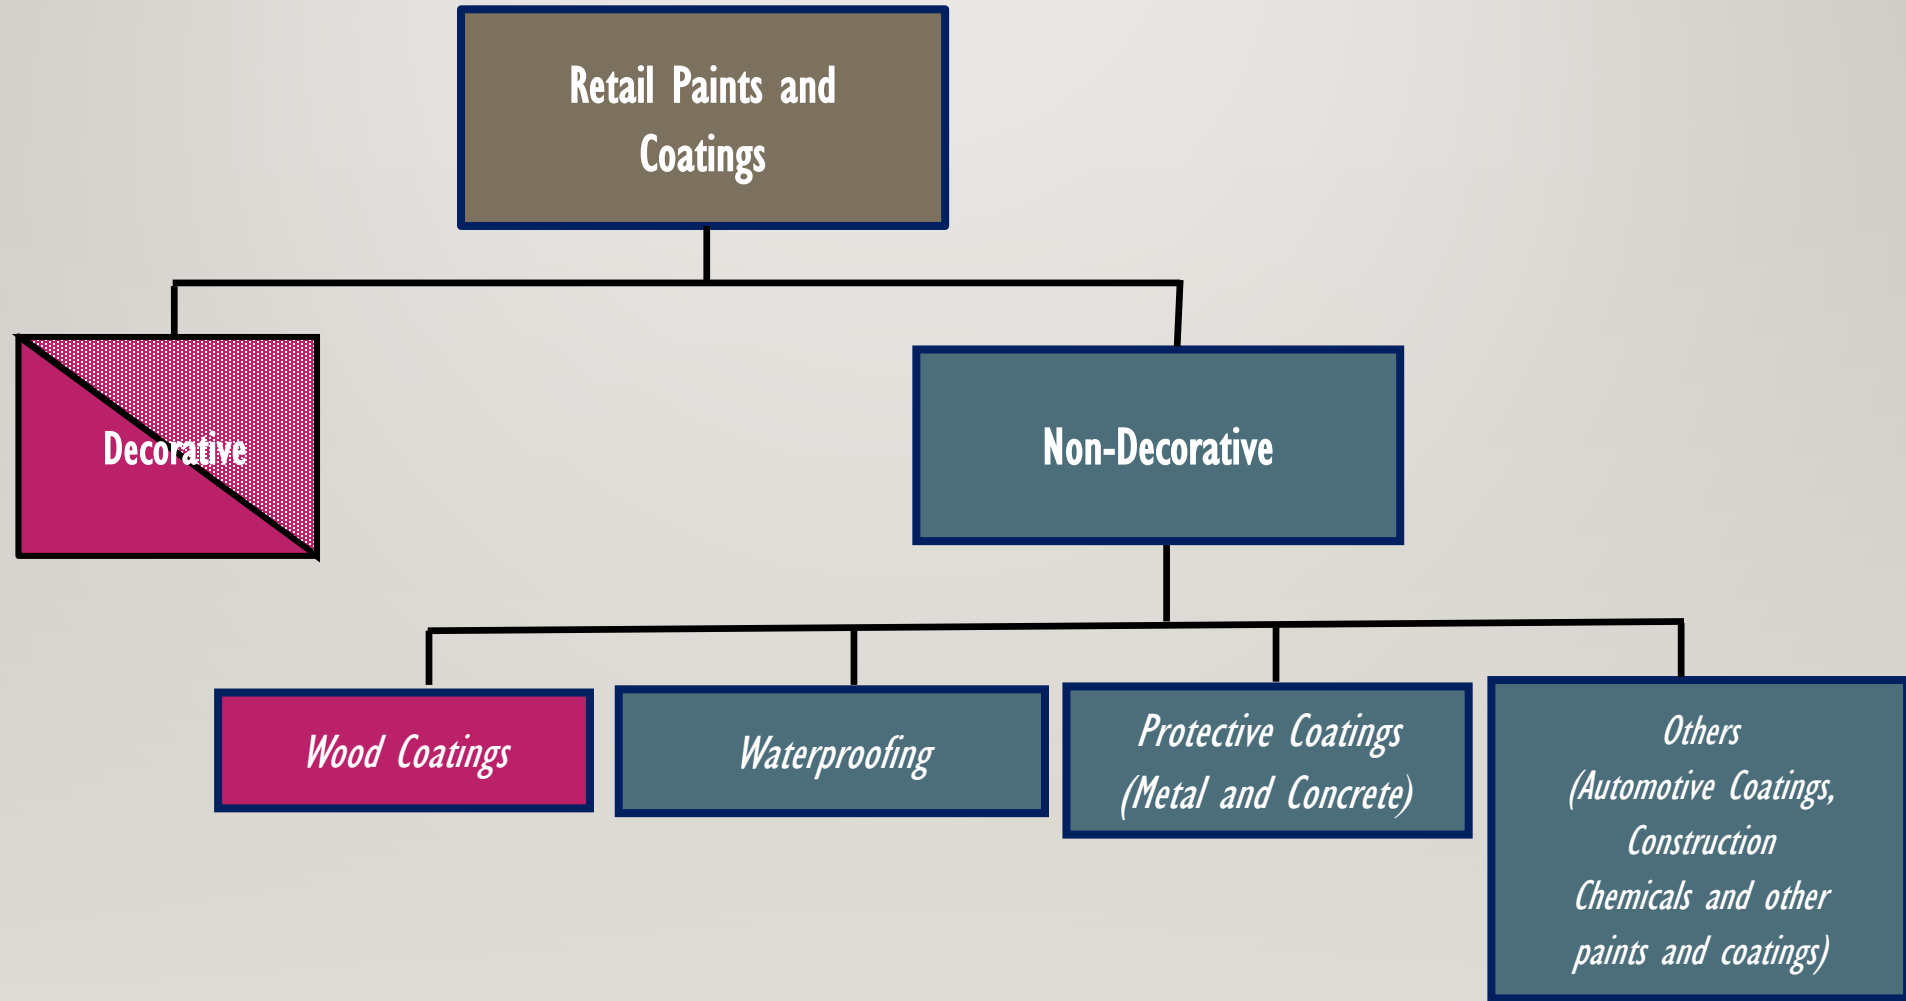 Retail Paints and
Coatings
Decorative
Non-Decorative
Wood Coatings
Waterproofing
Protective Coatings
(Metal and Concrete)
Others
(Automotive Coatings,
Construction
Chemicals and other
paints and coatings)